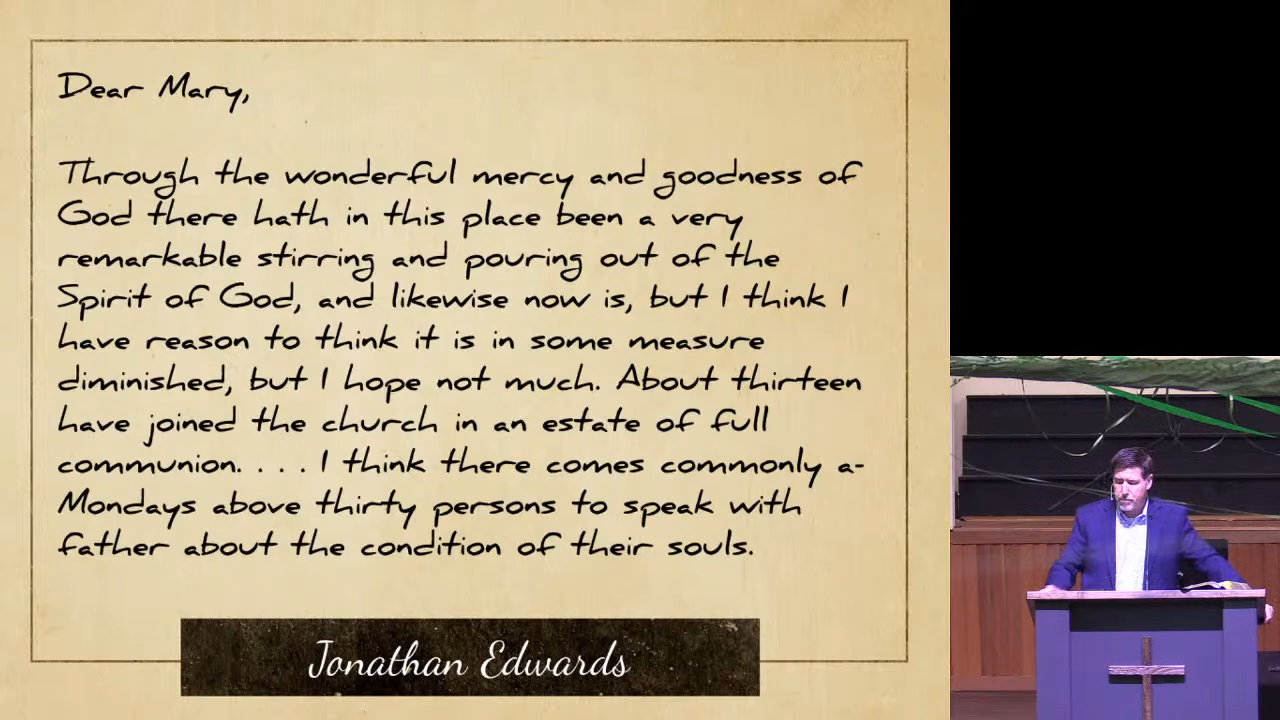 Dear Mary,
Through the wonderful mercy and goodness of
God there hath in this place been a very
remarkable stirring and pouring out of the
Spirit of God, and likewise now is, but I think I
have reason to think it is in some measure
diminished, but I hope not much. About thirteen
have joined the church in an estate of full
communion. . . . I think there comes commonly a-
Mondays above thirty persons to speak with
father about the condition of their souls.
Jonathan Edwards